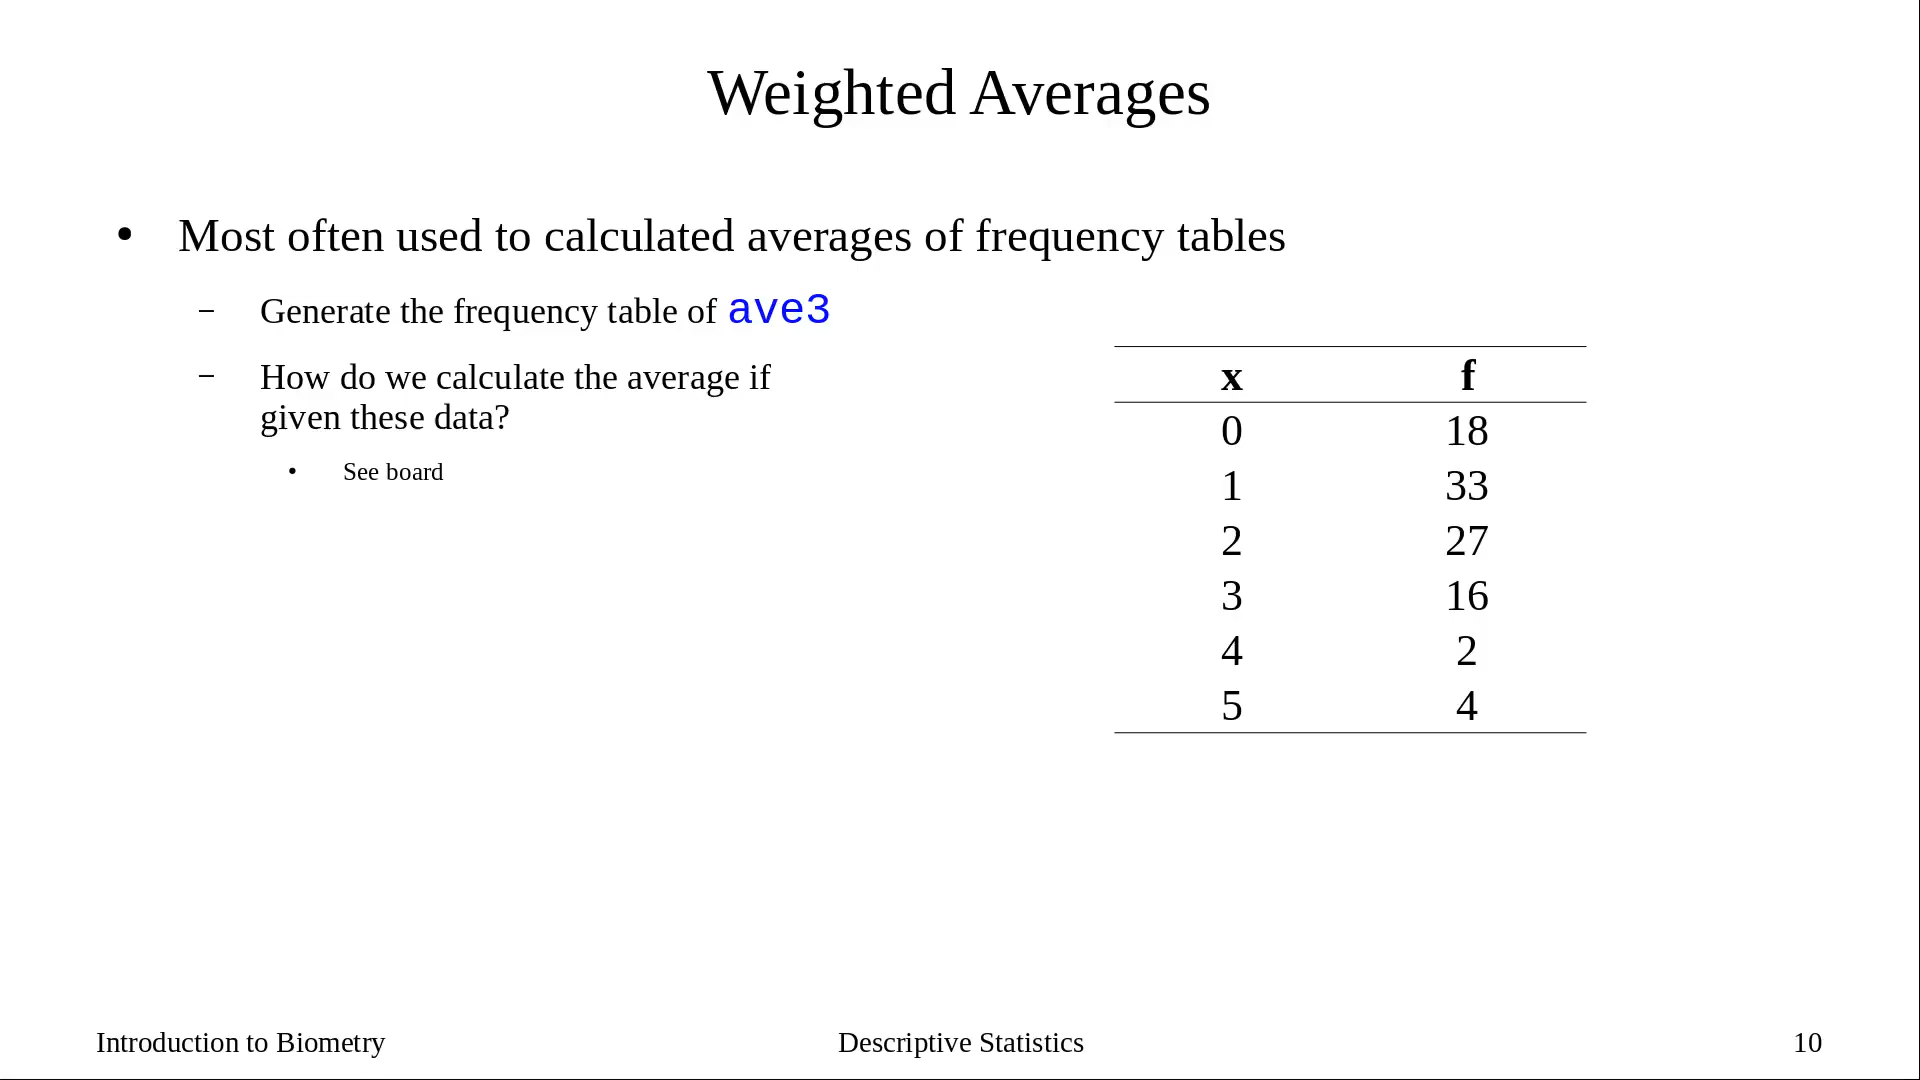 Weighted Averages
• Most often used to calculated averages of frequency tables
– Generate the frequency table of ave3
– How do we calculate the average if
given these data?
• See board
x f
0 18
1 33
2 27
3 16
4 2
5 4
Introduction to Biometry Descriptive Statistics 10